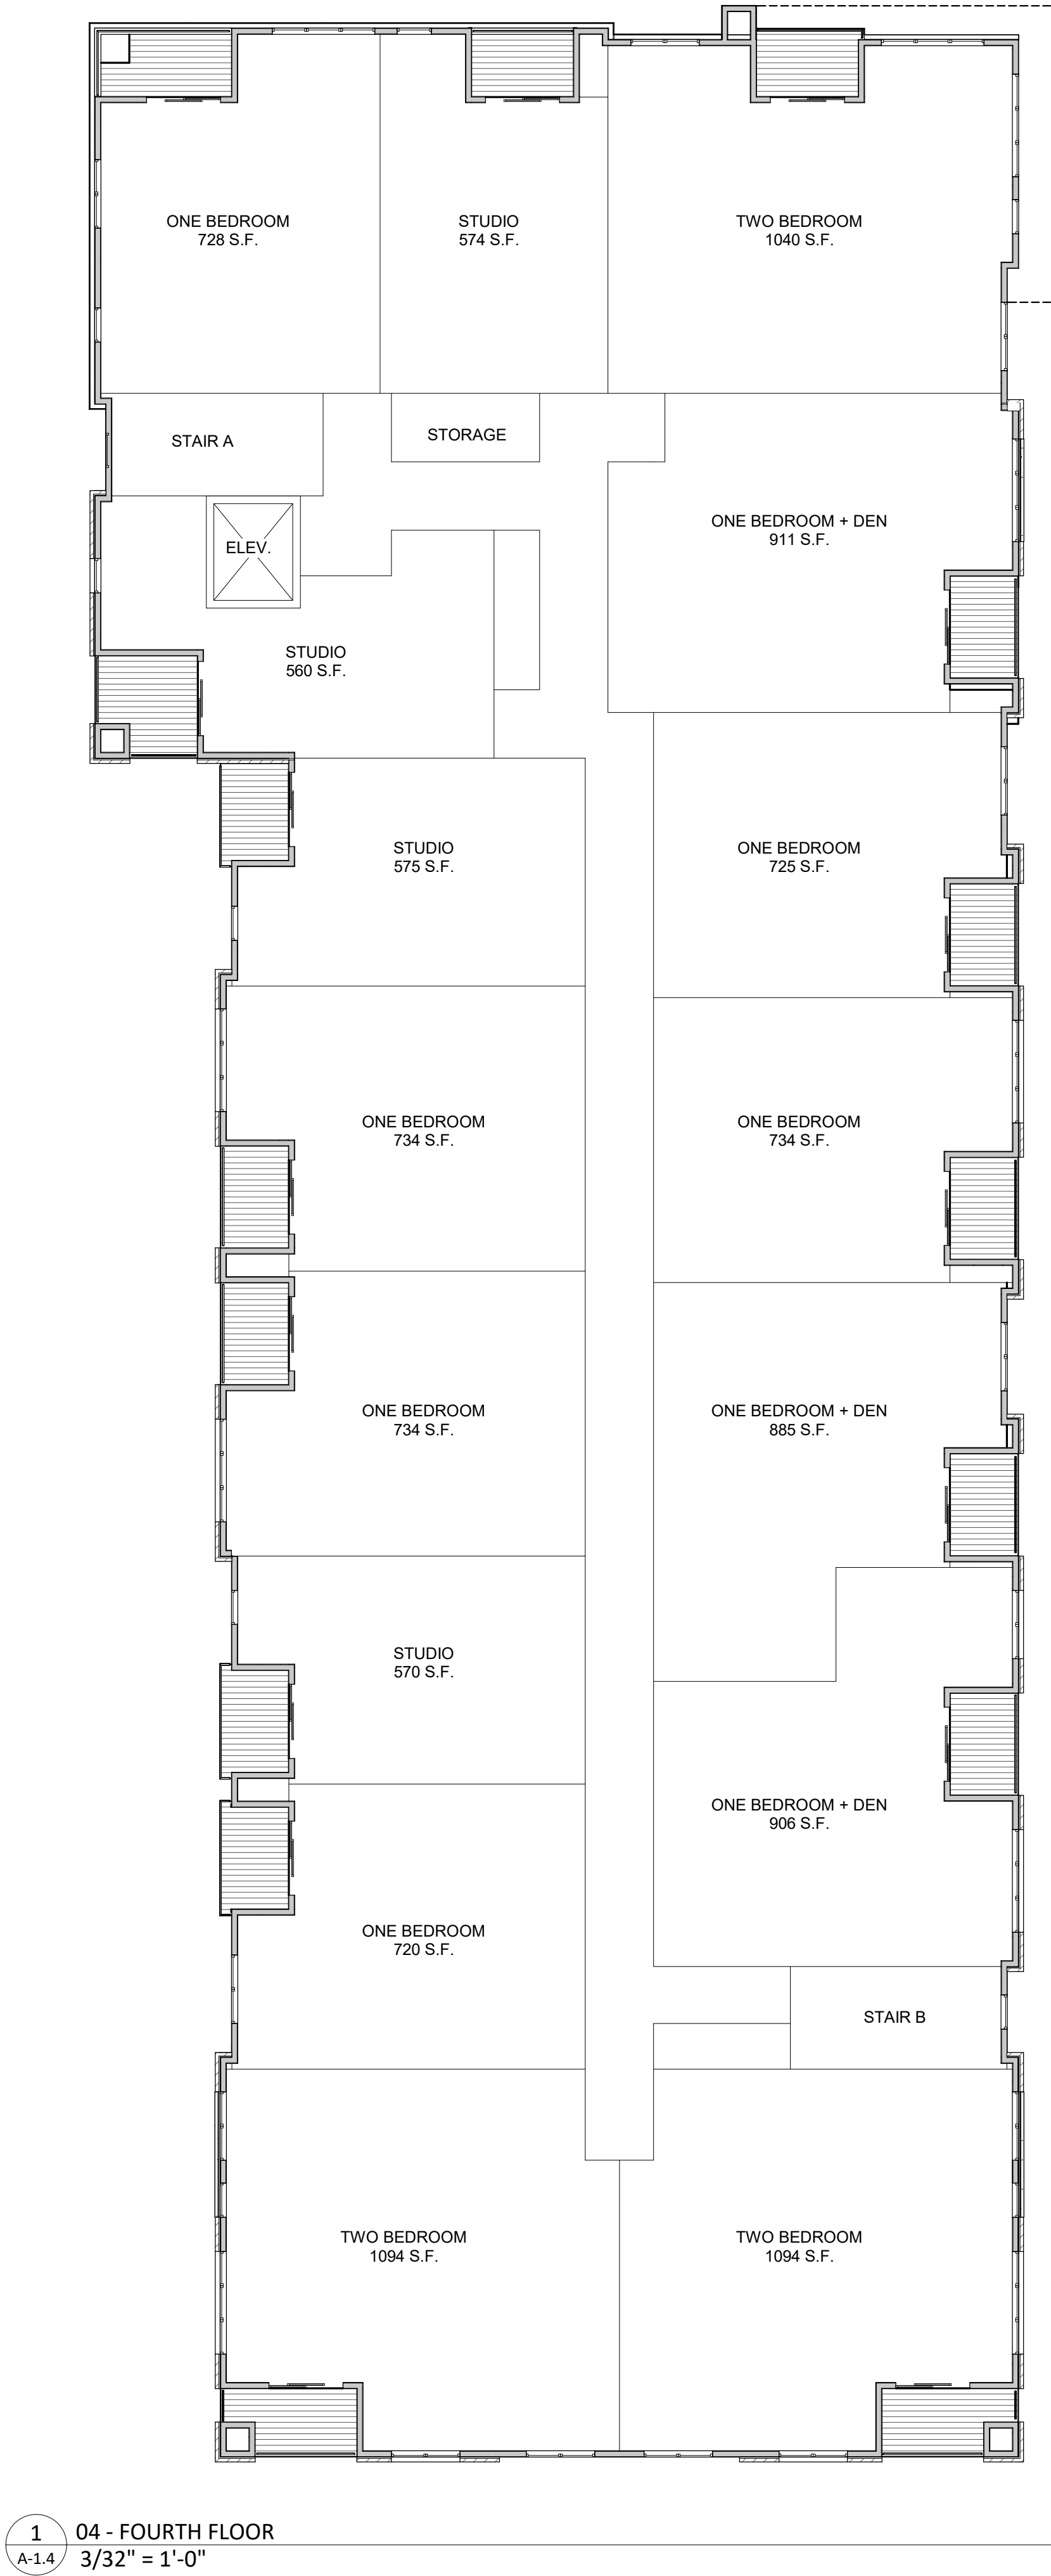 ONE BEDROOM
728 S.F.
STUDIO
574 S.F.
TWO BEDROOM
1040 S.F.
STAIR A
STORAGE
ONE BEDROOM + DEN
911 S.F.
ELEV.
STUDIO
560 S.F.
STUDIO
575 S.F.
ONE BEDROOM
725 S.F.
ONE BEDROOM
734 S.F.
ONE BEDROOM
734 S.F.
ONE BEDROOM
734 S.F.
ONE BEDROOM + DEN
885 S.F.
STUDIO
570 S.F.
ONE BEDROOM + DEN
906 S.F.
ONE BEDROOM
720 S.F.
STAIR B
TWO BEDROOM
1094 S.F.
TWO BEDROOM
1094 S.F.
1
A-1.4
04 - FOURTH FLOOR
3/32" = 1'-0"